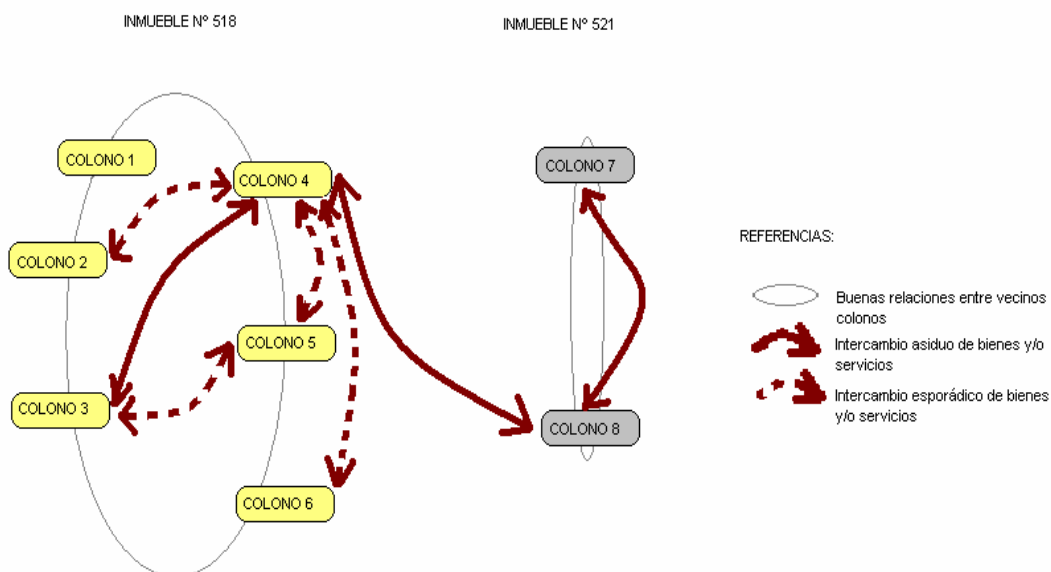 INMUEBLE Nº 518
INMUEBLE Nº 521
COLONO 1
COLONO 4
COLONO 2
COLONO 5
COLONO 3
COLONO 6
COLONO 7
COLONO 8
REFERENCIAS:
Buenas relaciones entre vecinos
colonos
Intercambio asiduo de bienes y/o
servicios
Intercambio esporádico de bienes
y/o servicios